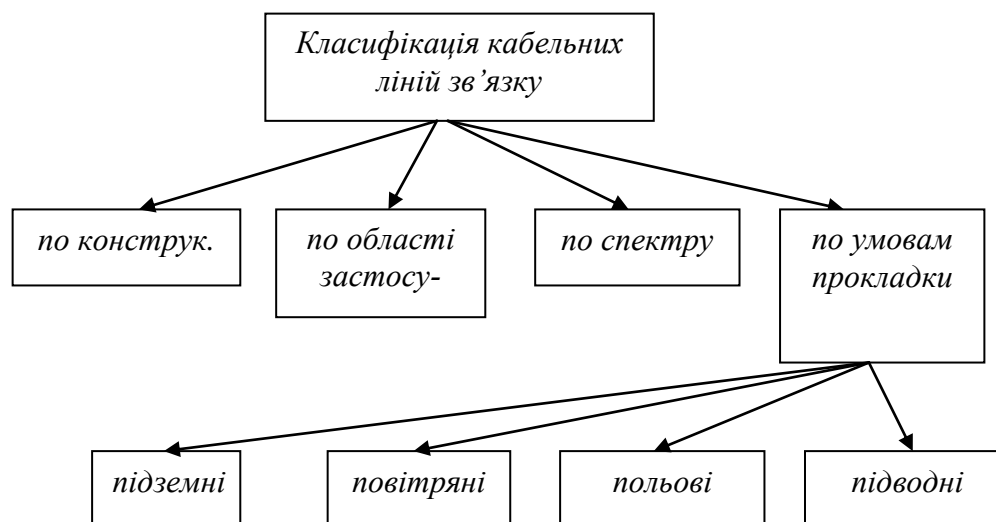 Класифікація кабельних
ліній зв’язку
по конструк.
по області
застосу-
по спектру
по умовам
прокладки
підземні
повітряні
польові
підводні